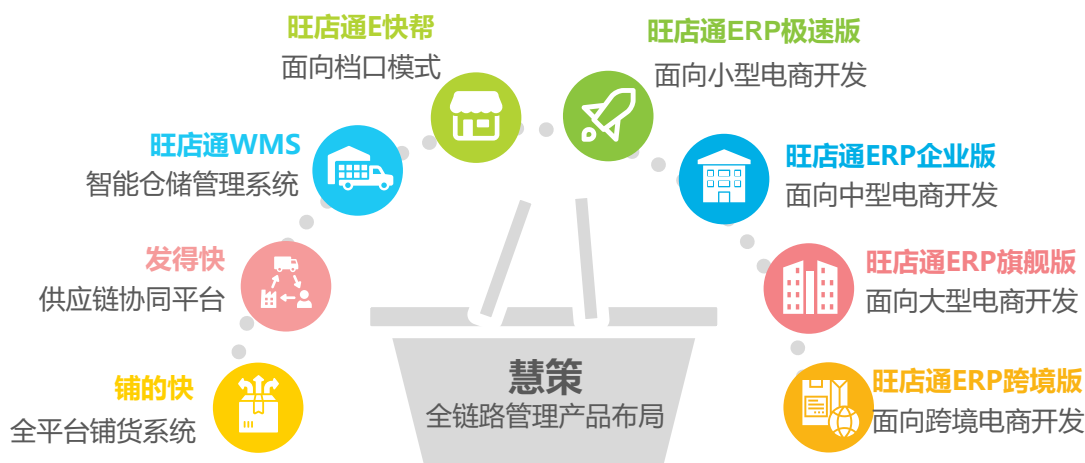 旺店通E快帮
面向档口模式
旺店通ERP极速版
面向小型电商开发
旺店通WMS
智能仓储管理系统
旺店通ERP企业版
面向中型电商开发
发得快
供应链协同平台
旺店通ERP旗舰版
面向大型电商开发
铺的快
全平台铺货系统
慧策
全链路管理产品布局
旺店通ERP跨境版
面向跨境电商开发